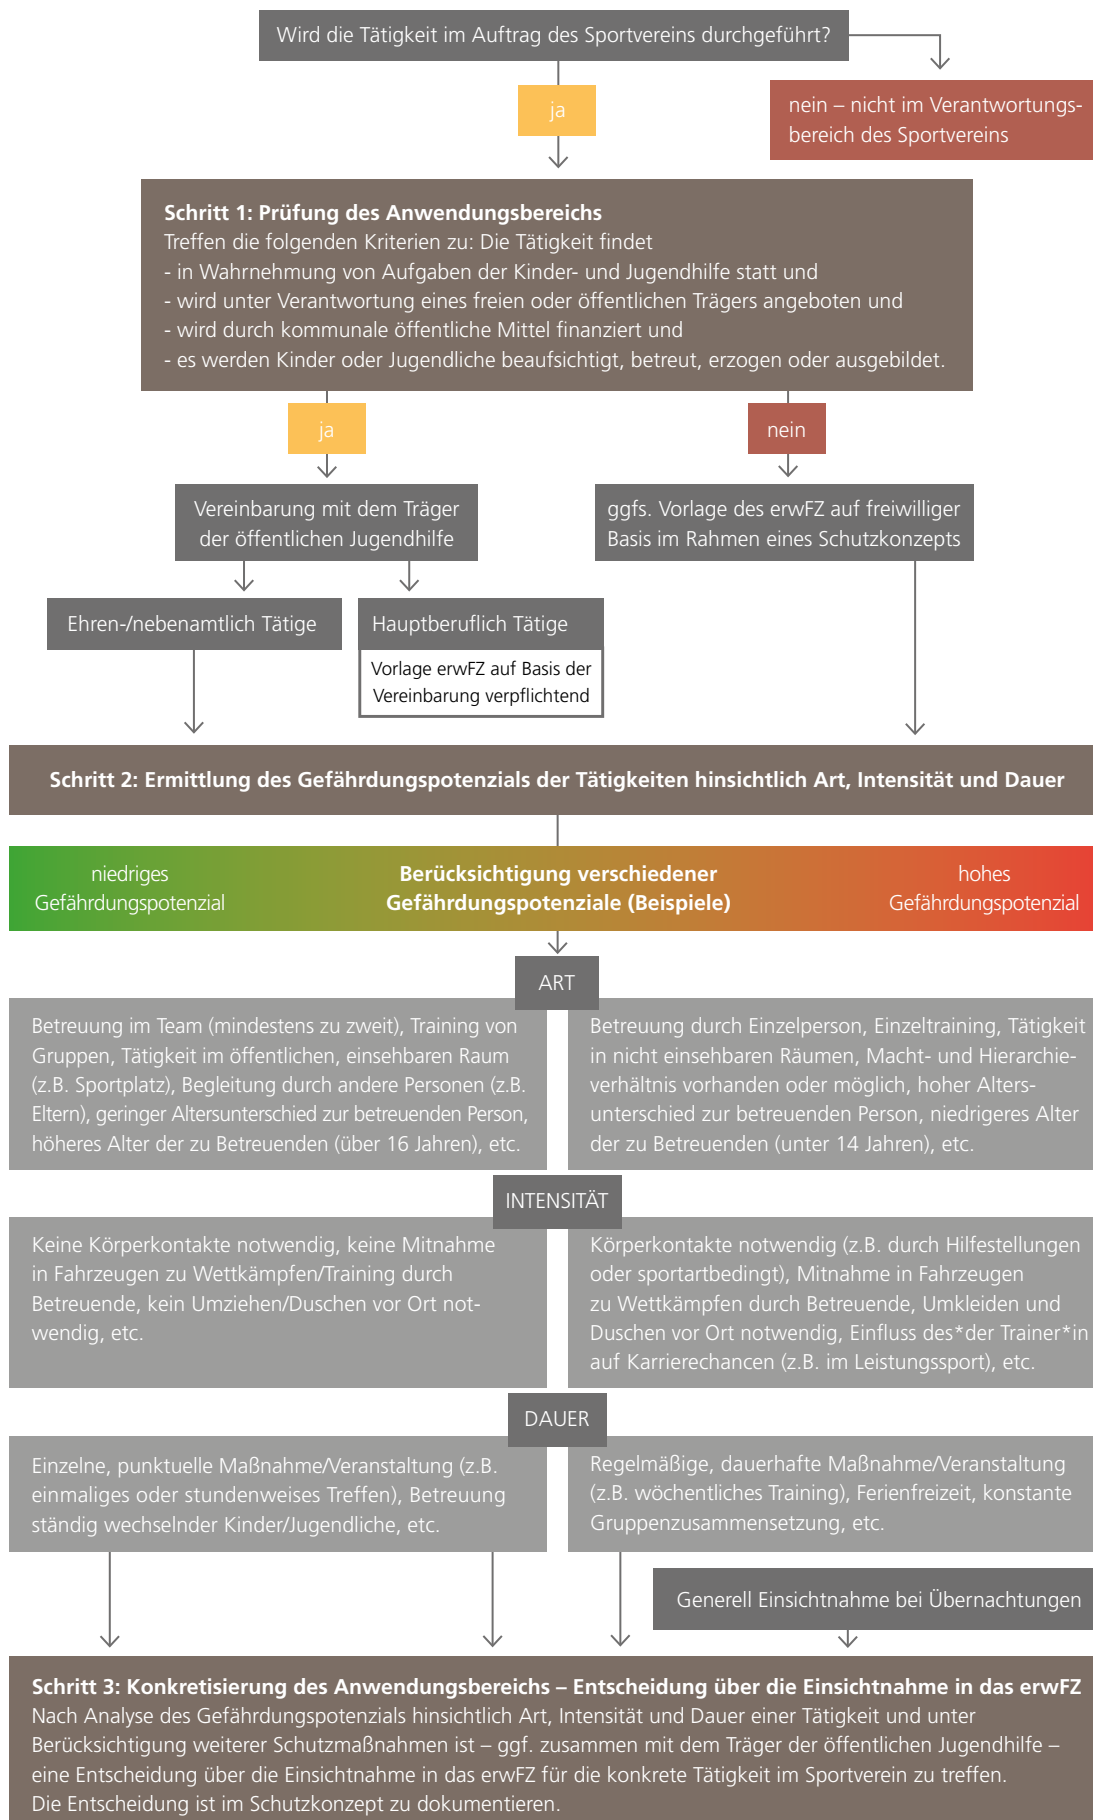 Wird die Tätigkeit im Auftrag des Sportvereins durchgeführt?
ja
nein – nicht im Verantwortungs-
bereich des Sportvereins
Schritt 1: Prüfung des Anwendungsbereichs
Treffen die folgenden Kriterien zu: Die Tätigkeit findet
- in Wahrnehmung von Aufgaben der Kinder- und Jugendhilfe statt und
- wird unter Verantwortung eines freien oder öffentlichen Trägers angeboten und
- wird durch kommunale öffentliche Mittel finanziert und
- es werden Kinder oder Jugendliche beaufsichtigt, betreut, erzogen oder ausgebildet.
ja
nein
Vereinbarung mit dem Träger
der öffentlichen Jugendhilfe
ggfs. Vorlage des erwFZ auf freiwilliger
Basis im Rahmen eines Schutzkonzepts
Ehren-/nebenamtlich Tätige
Hauptberuflich Tätige
Vorlage erwFZ auf Basis der
Vereinbarung verpflichtend
Schritt 2: Ermittlung des Gefährdungspotenzials der Tätigkeiten hinsichtlich Art, Intensität und Dauer
niedriges
Gefährdungspotenzial
Berücksichtigung verschiedener
Gefährdungspotenziale (Beispiele)
hohes
Gefährdungspotenzial
ART
Betreuung im Team (mindestens zu zweit), Training von
Gruppen, Tätigkeit im öffentlichen, einsehbaren Raum
(z.B. Sportplatz), Begleitung durch andere Personen (z.B.
Eltern), geringer Altersunterschied zur betreuenden Person,
höheres Alter der zu Betreuenden (über 16 Jahren), etc.
Betreuung durch Einzelperson, Einzeltraining, Tätigkeit
in nicht einsehbaren Räumen, Macht- und Hierarchie-
verhältnis vorhanden oder möglich, hoher Alters-
unterschied zur betreuenden Person, niedrigeres Alter
der zu Betreuenden (unter 14 Jahren), etc.
INTENSITÄT
Keine Körperkontakte notwendig, keine Mitnahme
in Fahrzeugen zu Wettkämpfen/Training durch
Betreuende, kein Umziehen/Duschen vor Ort not-
wendig, etc.
Körperkontakte notwendig (z.B. durch Hilfestellungen
oder sportartbedingt), Mitnahme in Fahrzeugen
zu Wettkämpfen durch Betreuende, Umkleiden und
Duschen vor Ort notwendig, Einfluss des*der Trainer*in
auf Karrierechancen (z.B. im Leistungssport), etc.
DAUER
Einzelne, punktuelle Maßnahme/Veranstaltung (z.B.
einmaliges oder stundenweises Treffen), Betreuung
ständig wechselnder Kinder/Jugendliche, etc.
Regelmäßige, dauerhafte Maßnahme/Veranstaltung
(z.B. wöchentliches Training), Ferienfreizeit, konstante
Gruppenzusammensetzung, etc.
Generell Einsichtnahme bei Übernachtungen
Schritt 3: Konkretisierung des Anwendungsbereichs – Entscheidung über die Einsichtnahme in das erwFZ
Nach Analyse des Gefährdungspotenzials hinsichtlich Art, Intensität und Dauer einer Tätigkeit und unter
Berücksichtigung weiterer Schutzmaßnahmen ist – ggf. zusammen mit dem Träger der öffentlichen Jugendhilfe –
eine Entscheidung über die Einsichtnahme in das erwFZ für die konkrete Tätigkeit im Sportverein zu treffen.
Die Entscheidung ist im Schutzkonzept zu dokumentieren.